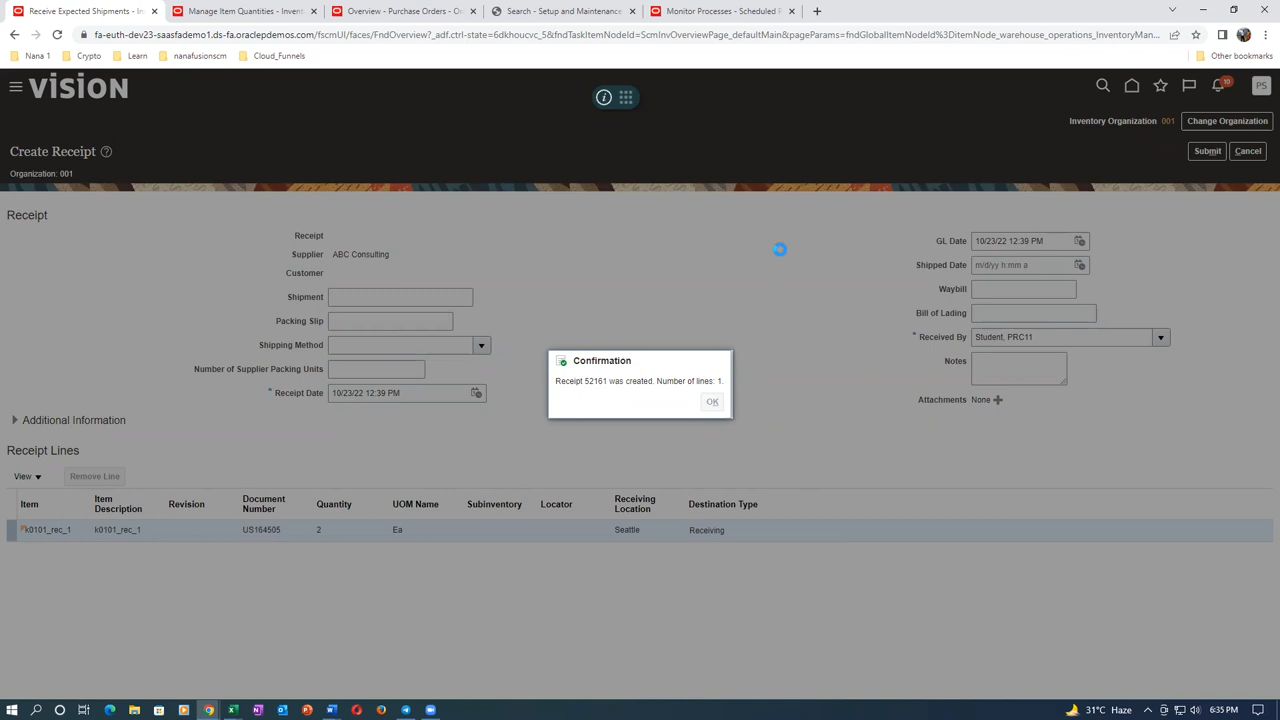 Receive Expected Shipments - In
Manage Item Quantities - Invent
Overview - Purchase Orders - Or
Search - Setup and Maintenance
Monitor Processes - Scheduled P
fa-euth-dev23-saasfademo1.ds-fa.oraclepdemos.com/fscmUI/faces/FndOverview?_adf.ctrl-state=6dkhoucvc_5&fndTaskItemNodeId=ScmInvOverviewPage_defaultMain&pageParams=fndGlobalItemNodeId%3DitemNode_warehouse_operations_InventoryMan...
Nana 1
Crypto
Learn
nanafusionscm
Cloud_Funnels
Other bookmarks
VISION
10
PS
Inventory Organization 001
Change Organization
Create Receipt
Submit
Cancel
Organization: 001
Receipt
Receipt
Supplier ABC Consulting
Customer
Shipment
Packing Slip
Shipping Method
Number of Supplier Packing Units
* Receipt Date 10/23/22 12:39 PM
GL Date 10/23/22 12:39 PM
Shipped Date m/d/yy h:mm a
Waybill
Bill of Lading
* Received By Student, PRC11
Notes
Attachments None
Confirmation
Receipt 52161 was created. Number of lines: 1.
OK
Additional Information
Receipt Lines
View
Remove Line
Item Item Description Revision Document Number Quantity UOM Name Subinventory Locator Receiving Location Destination Type
k0101_rec_1 k0101_rec_1 US164505 2 Ea Seattle Receiving
31°C Haze
6:35 PM